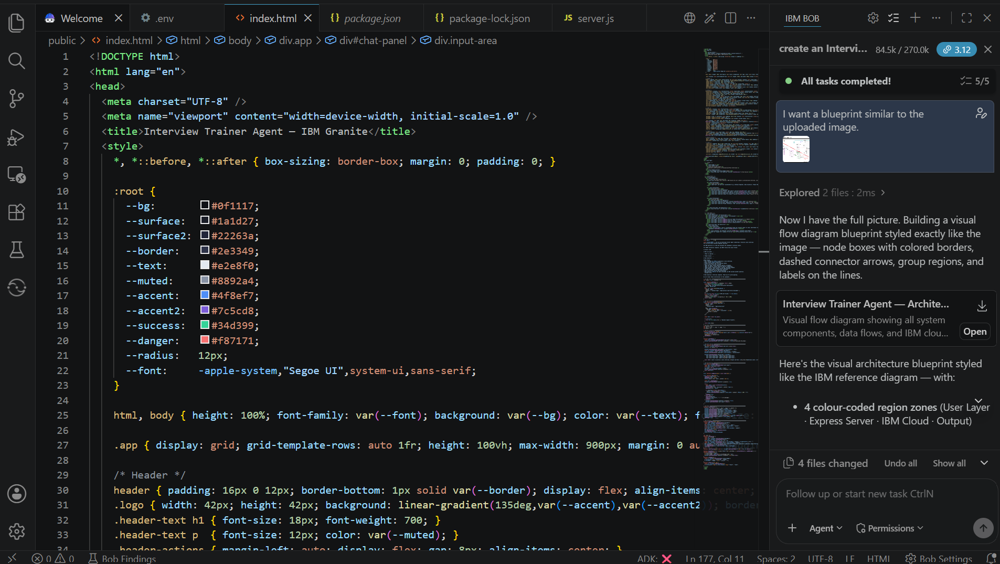 Welcome
.env
index.html
package.json
package-lock.json
JS server.js
public > index.html > html > body > div.app > div#chat-panel > div.input-area
1 <!DOCTYPE html>
2 <html lang="en">
3 <head>
4 <meta charset="UTF-8" />
5 <meta name="viewport" content="width=device-width, initial-scale=1.0" />
6 <title>Interview Trainer Agent — IBM Granite</title>
7 <style>
8 *, *::before, *::after { box-sizing: border-box; margin: 0; padding: 0; }
9
10 :root {
11 --bg: #0f1117;
12 --surface: #1a1d27;
13 --surface2: #22263a;
14 --border: #2e3349;
15 --text: #e2e8f0;
16 --muted: #8892a4;
17 --accent: #4f8ef7;
18 --accent2: #7c5cd8;
19 --success: #34d399;
20 --danger: #f87171;
21 --radius: 12px;
22 --font: -apple-system,"Segoe UI",system-ui,sans-serif;
23 }
24
25 html, body { height: 100%; font-family: var(--font); background: var(--bg); color: var(--text); font-size:
26
27 .app { display: grid; grid-template-rows: auto 1fr; height: 100vh; max-width: 900px; margin: 0 au
28
29 /* Header */
30 header { padding: 16px 0 12px; border-bottom: 1px solid var(--border); display: flex; align-items: center;
31 .logo { width: 42px; height: 42px; background: linear-gradient(135deg,var(--accent),var(--accent2)); border
32 .header-text h1 { font-size: 18px; font-weight: 700; }
33 .header-text p { font-size: 12px; color: var(--muted); }
34 .header-actions { margin-left: auto; display: flex; gap: 8px; align-items: center; }
IBM BOB
create an Intervi... 84.5k / 270.0k 3.12
All tasks completed! 5/5
I want a blueprint similar to the
uploaded image.
Explored 2 files : 2ms >
Now I have the full picture. Building a visual
flow diagram blueprint styled exactly like the
image — node boxes with colored borders,
dashed connector arrows, group regions, and
labels on the lines.
Interview Trainer Agent — Archite...
Visual flow diagram showing all system
components, data flows, and IBM clou...
Open
Here's the visual architecture blueprint styled
like the IBM reference diagram — with:
• 4 colour-coded region zones (User Layer
· Express Server · IBM Cloud · Output)
4 files changed Undo all Show all
Follow up or start new task CtrlN
Agent Permissions
0 0 Bob Findings
ADK: Ln 177, Col 11 Spaces: 2 UTF-8 LF HTML Bob Settings